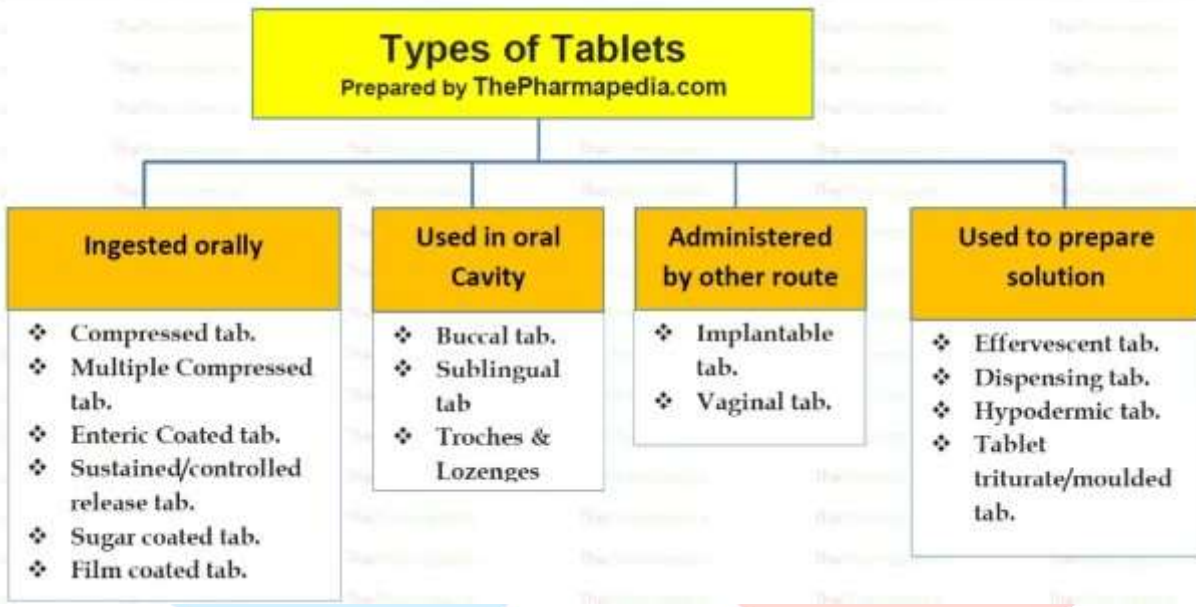 Types of Tablets
Prepared by ThePharmapedia.com
Ingested orally
❖ Compressed tab.
❖ Multiple Compressed
tab.
❖ Enteric Coated tab.
❖ Sustained/controlled
release tab.
❖ Sugar coated tab.
❖ Film coated tab.
Used in oral
Cavity
❖ Buccal tab.
❖ Sublingual
tab
❖ Troches &
Lozenges
Administered
by other route
❖ Implantable
tab.
❖ Vaginal tab.
Used to prepare
solution
❖ Effervescent tab.
❖ Dispensing tab.
❖ Hypodermic tab.
❖ Tablet
triturate/moulded
tab.